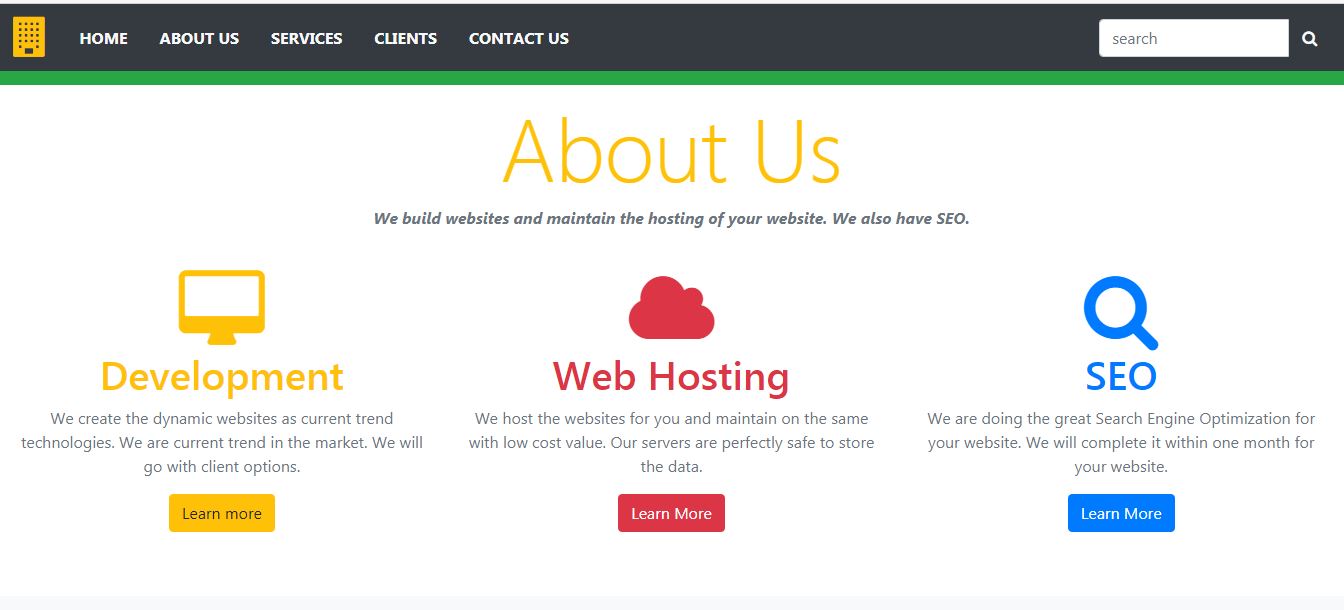 HOME ABOUT US SERVICES CLIENTS CONTACT US search
About Us
We build websites and maintain the hosting of your website. We also have SEO.
Development
We create the dynamic websites as current trend
technologies. We are current trend in the market. We will
go with client options.
Learn more
Web Hosting
We host the websites for you and maintain on the same
with low cost value. Our servers are perfectly safe to store
the data.
Learn More
SEO
We are doing the great Search Engine Optimization for
your website. We will complete it within one month for
your website.
Learn More